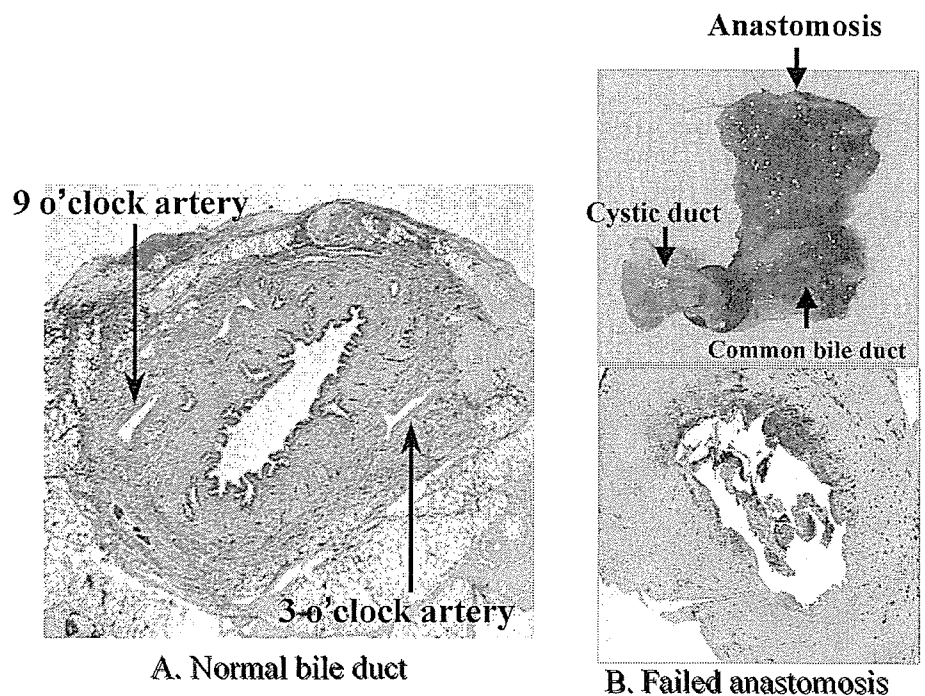 Anastomosis
9 o'clock artery
Cystic duct
Common bile duct
3-o'clock artery
A. Normal bile duct
B. Failed anastomosis